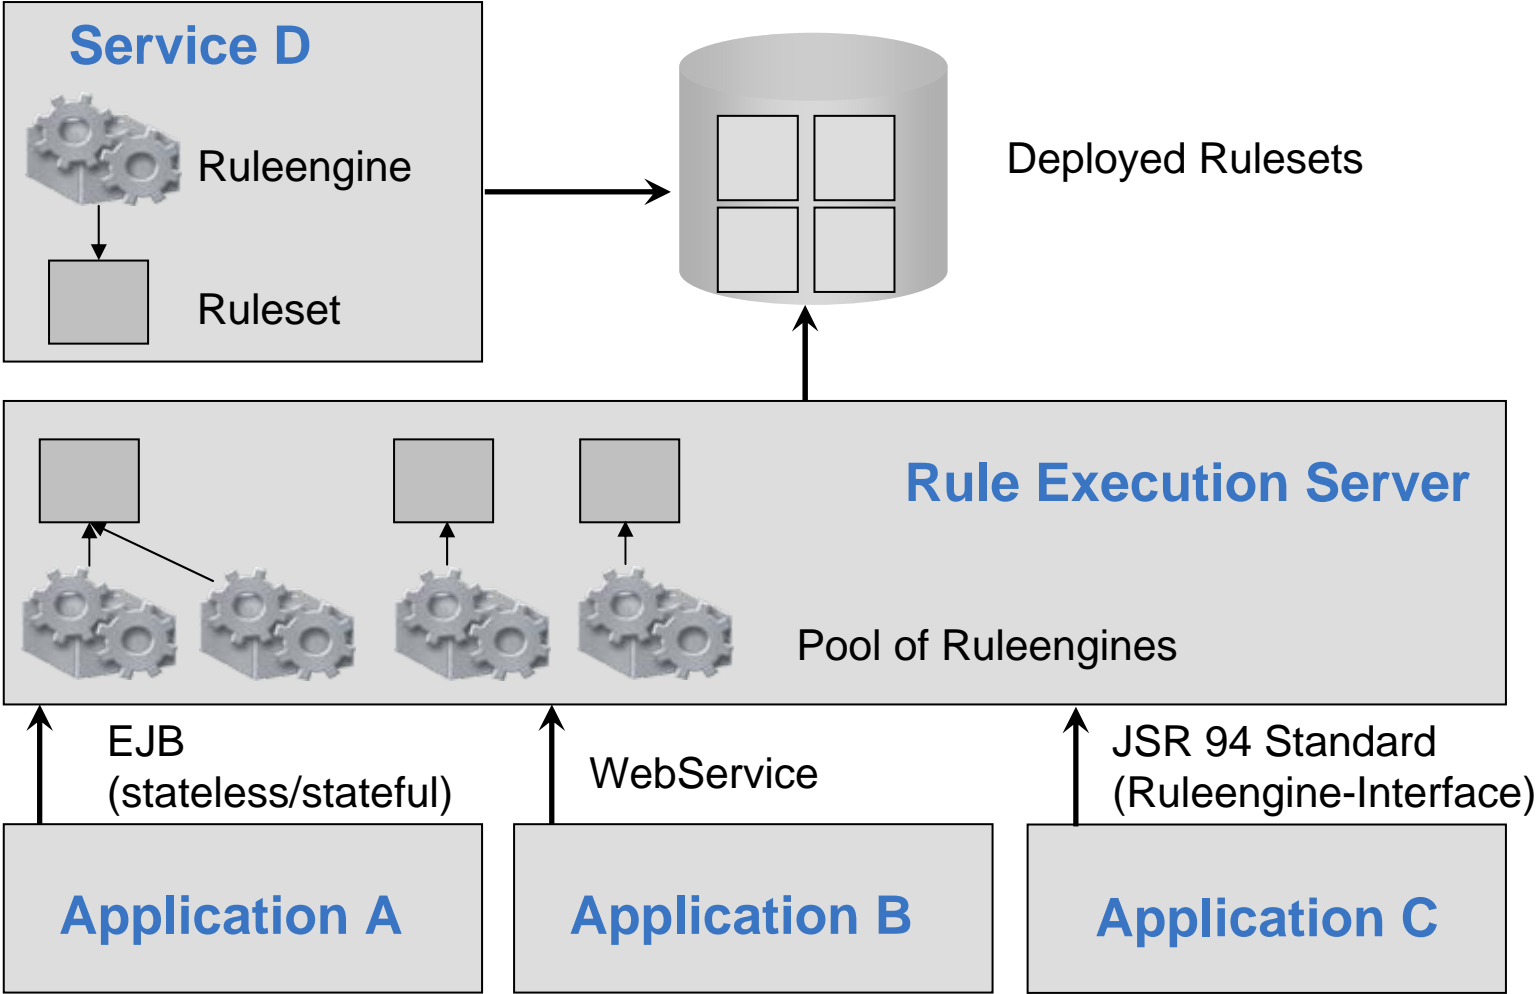 Service D
Ruleengine
Ruleset
Deployed Rulesets
Rule Execution Server
Pool of Ruleengines
EJB
(stateless/stateful)
WebService
JSR 94 Standard
(Ruleengine-Interface)
Application A
Application B
Application C